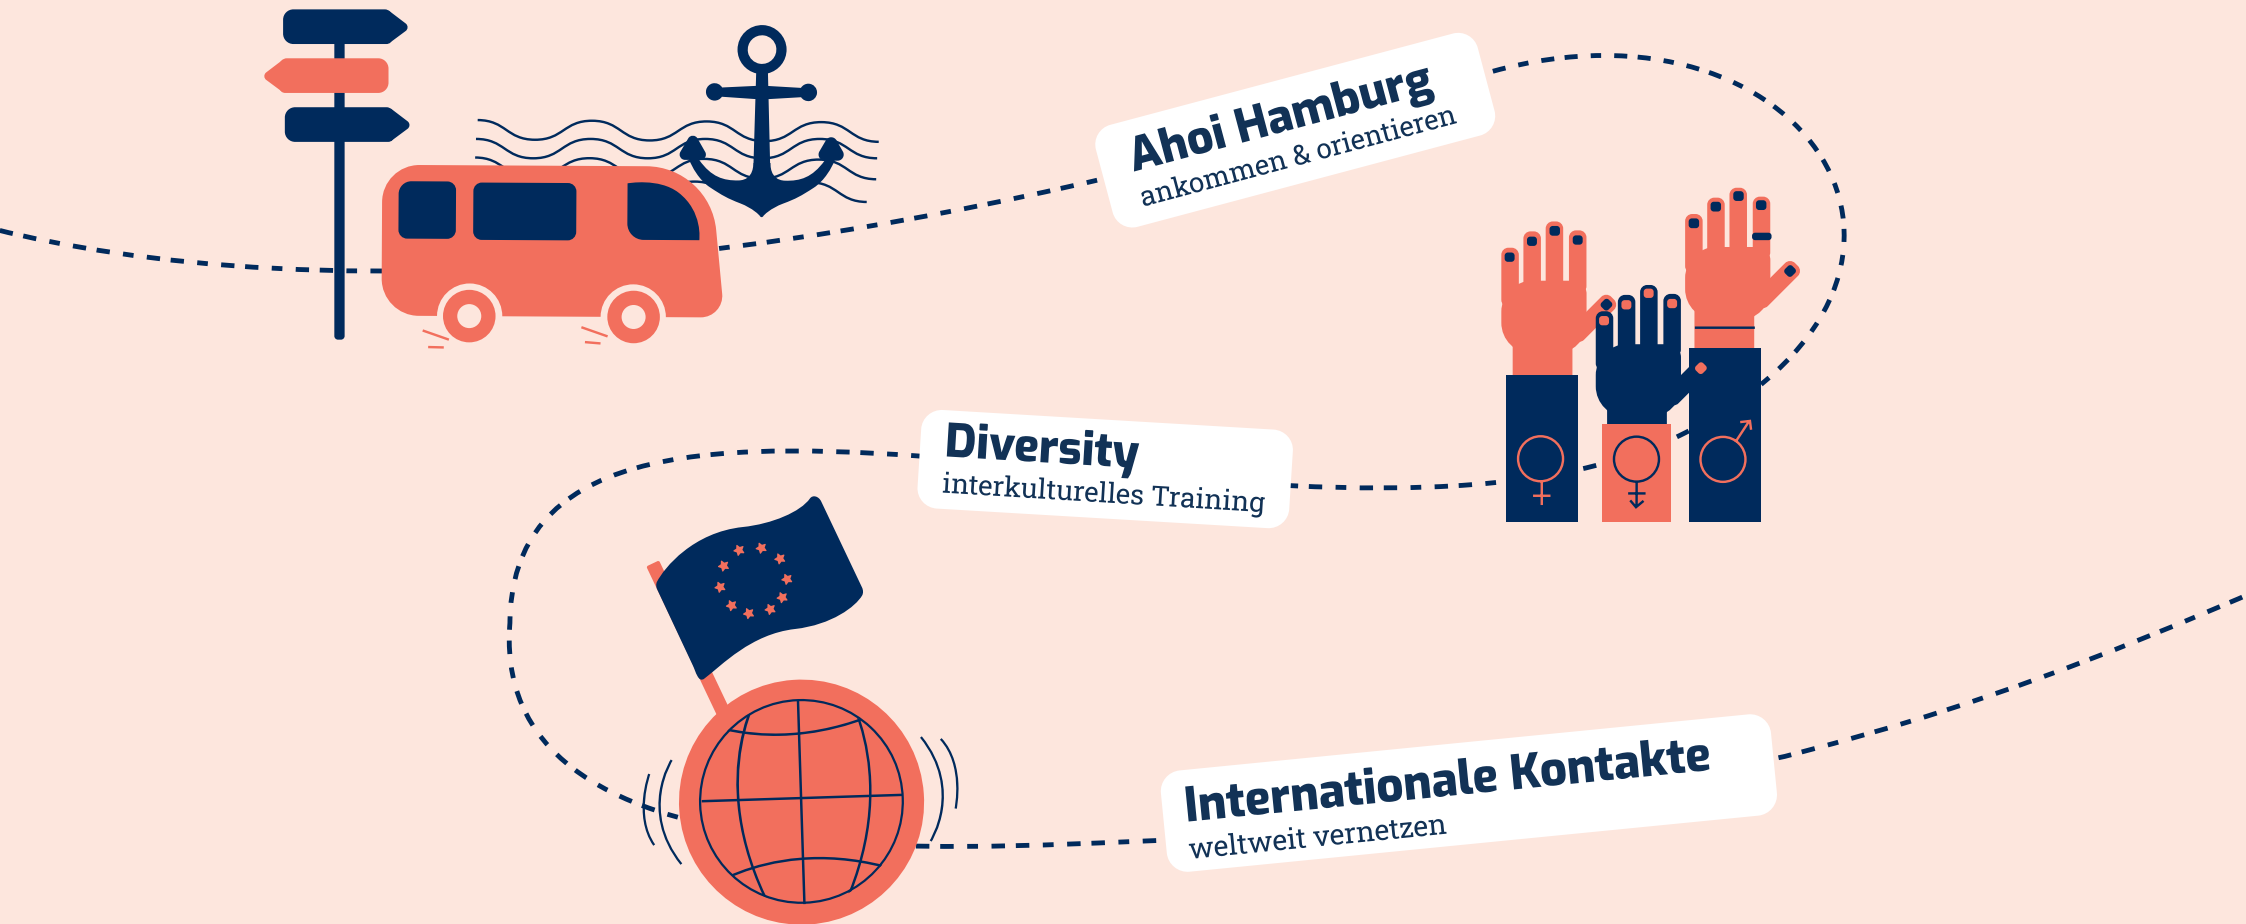 Ahoi Hamburg
ankommen & orientieren
Diversity
interkulturelles Training
Internationale Kontakte
weltweit vernetzen